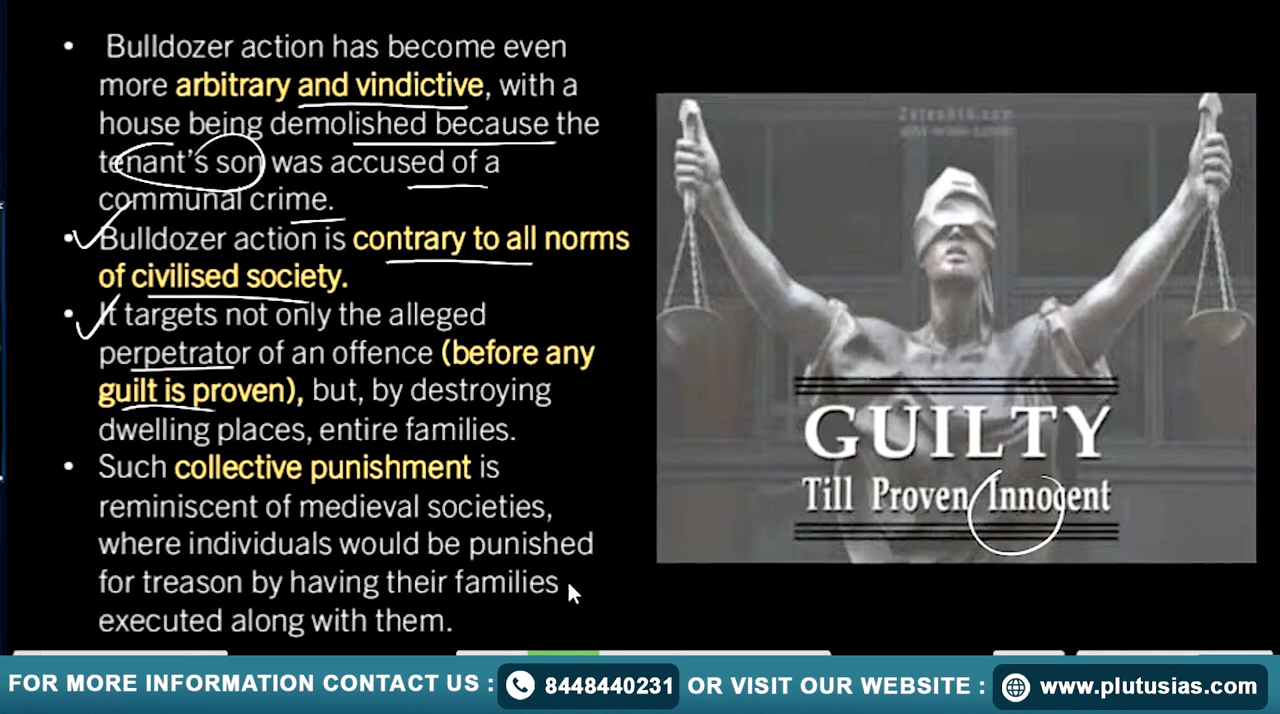 • Bulldozer action has become even
more arbitrary and vindictive, with a
house being demolished because the
tenant's son was accused of a
communal crime.
• Bulldozer action is contrary to all norms
of civilised society.
• It targets not only the alleged
perpetrator of an offence (before any
guilt is proven), but, by destroying
dwelling places, entire families.
• Such collective punishment is
reminiscent of medieval societies,
where individuals would be punished
for treason by having their families
executed along with them.
GUILTY
Till Proven Innocent
FOR MORE INFORMATION CONTACT US : 8448440231 OR VISIT OUR WEBSITE : www.plutusias.com